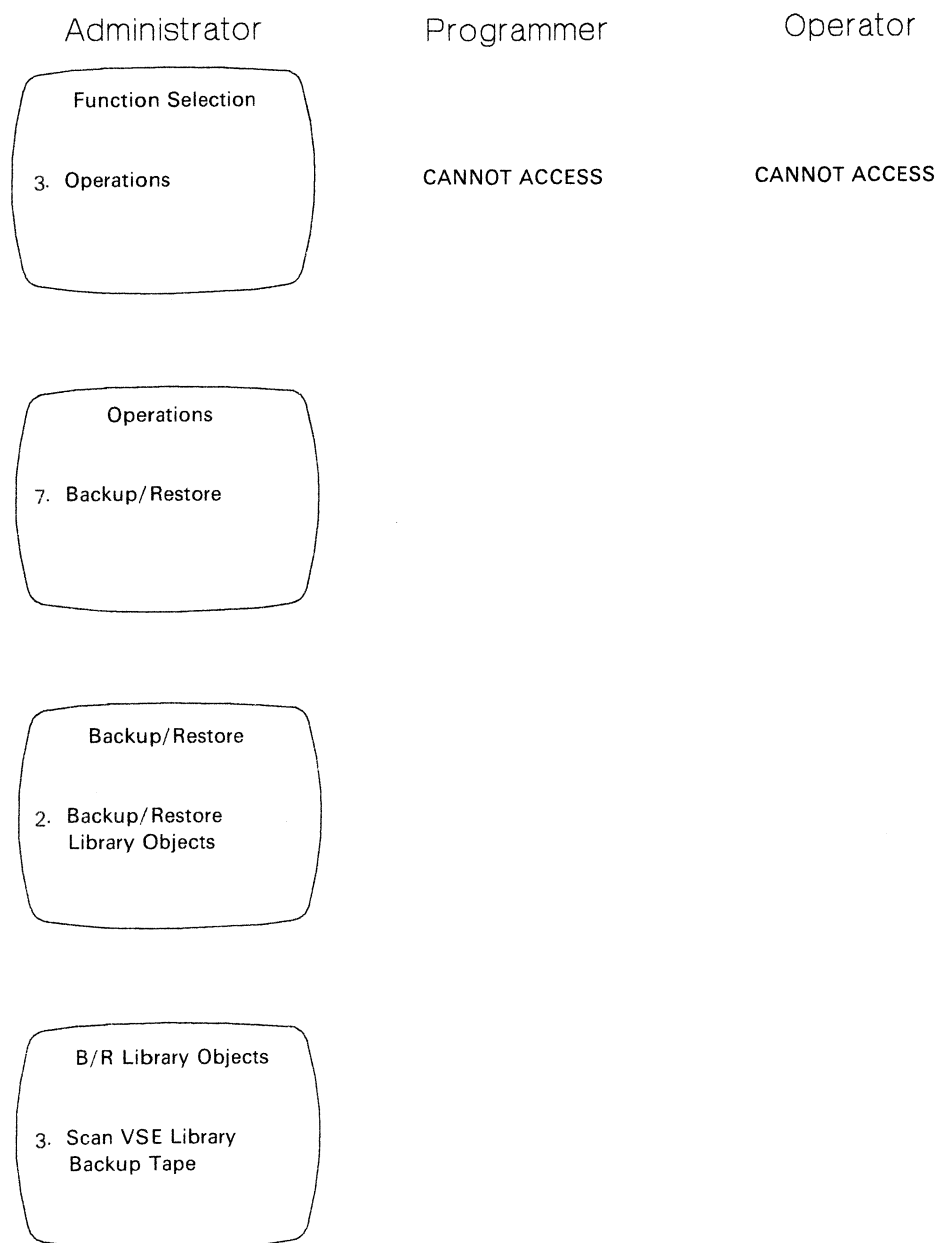 Administrator Programmer Operator
Function Selection
3. Operations CANNOT ACCESS CANNOT ACCESS
Operations
7. Backup/Restore
Backup/Restore
2. Backup/Restore
Library Objects
B/R Library Objects
3. Scan VSE Library
Backup Tape